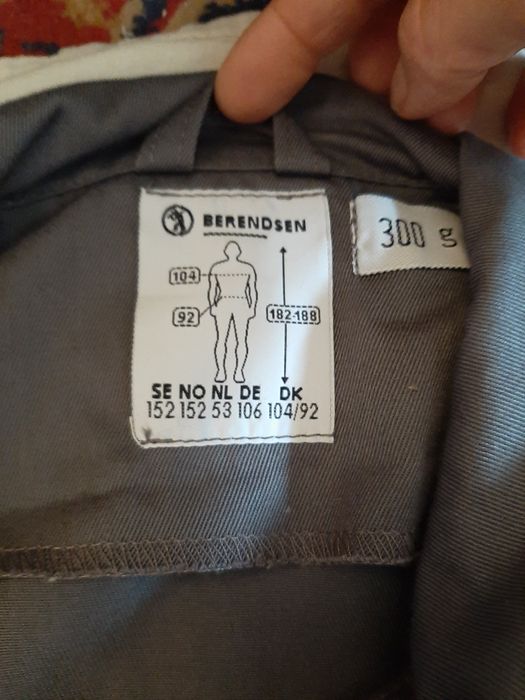 BERENDSEN
300 g
104
92
182-188
SE NO NL DE DK
152 152 53 106 104/92